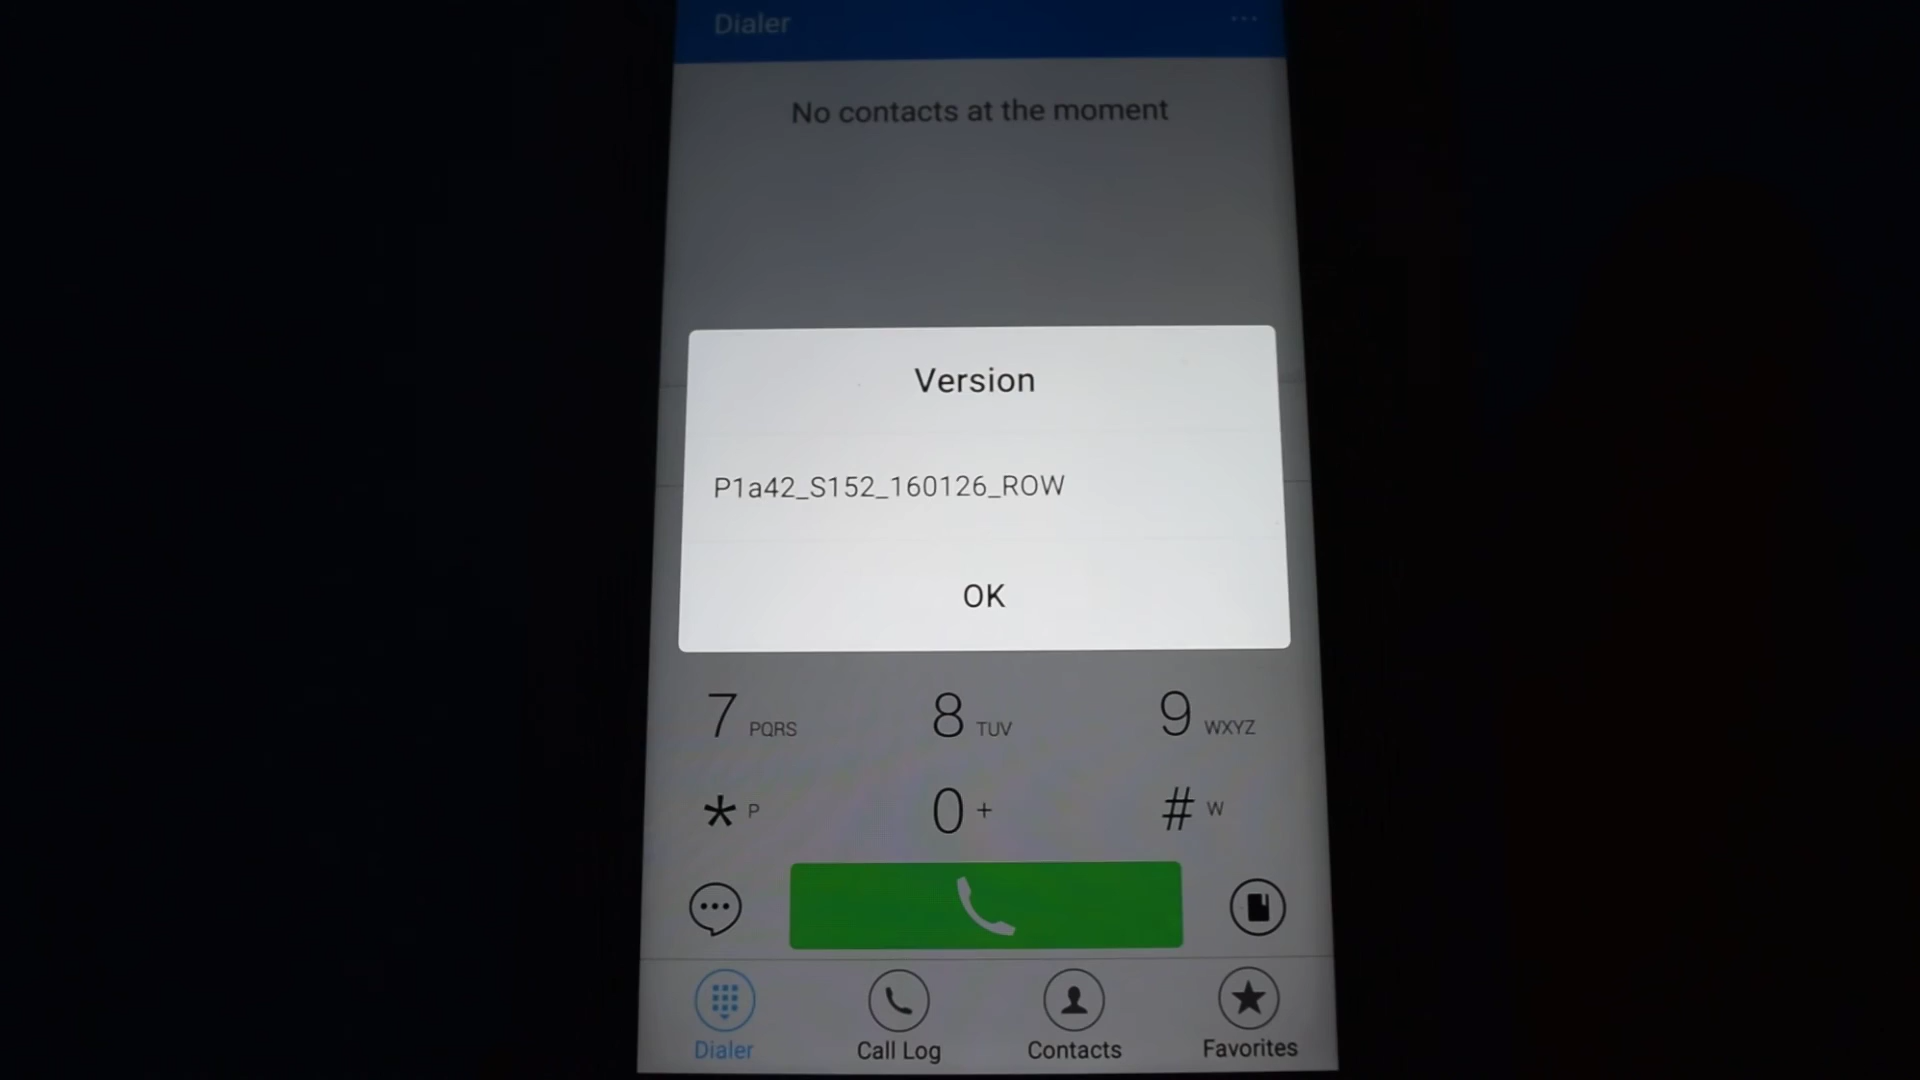 Dialer
No contacts at the moment
Version
P1a42_S152_160126_ROW
OK
7 PQRS 8 TUV 9 WXYZ
* P 0 + # W
Dialer Call Log Contacts Favorites